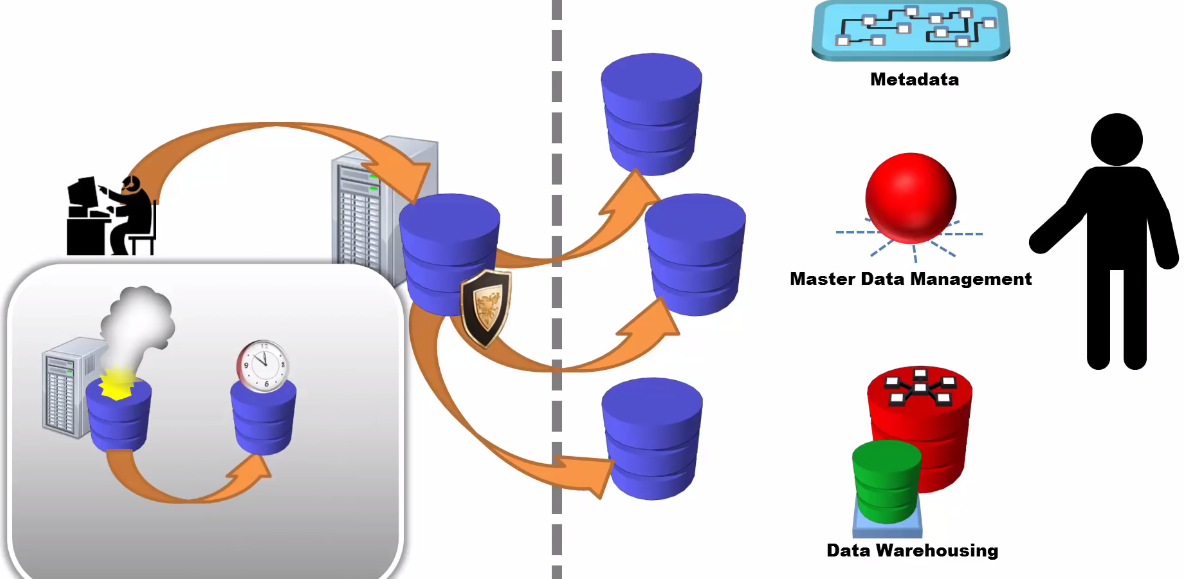 Metadata
Master Data Management
Data Warehousing